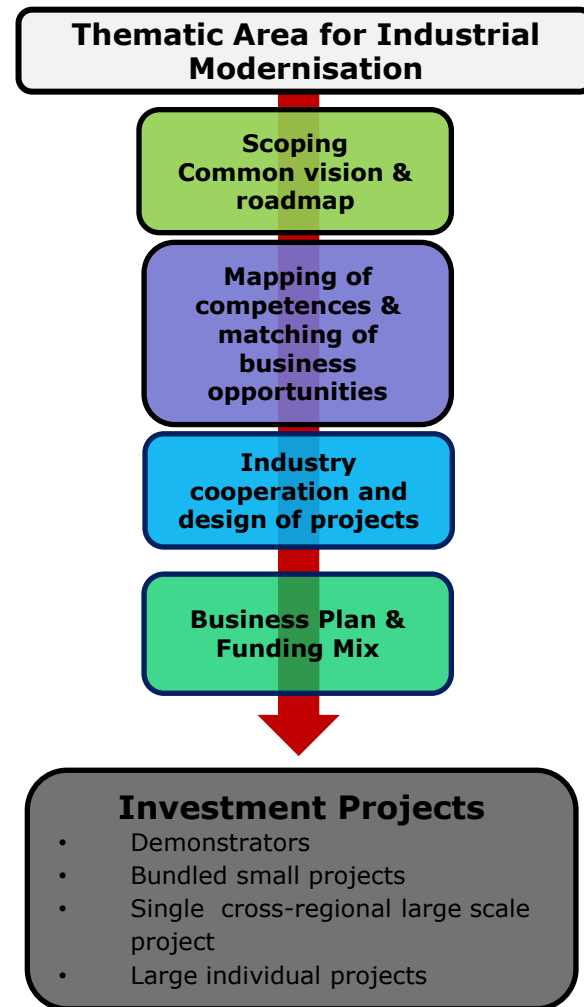 Thematic Area for Industrial
Modernisation
Scoping
Common vision &
roadmap
Mapping of
competences &
matching of
business
opportunities
Industry
cooperation and
design of projects
Business Plan &
Funding Mix
Investment Projects
• Demonstrators
• Bundled small projects
• Single  cross-regional large scale
project
• Large individual projects